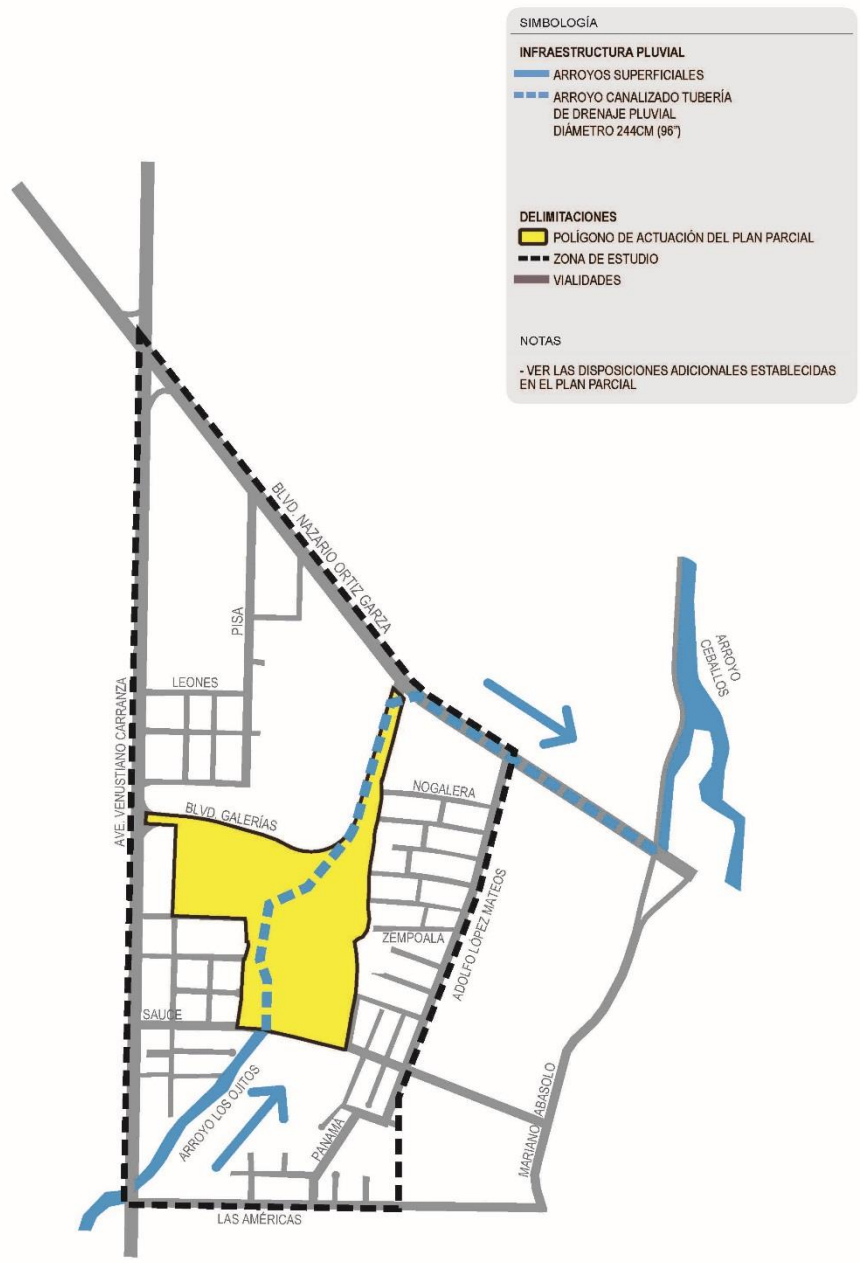 SIMBOLOGÍA
INFRAESTRUCTURA PLUVIAL
ARROYOS SUPERFICIALES
ARROYO CANALIZADO TUBERÍA
DE DRENAJE PLUVIAL
DIÁMETRO 244CM (96")
DELIMITACIONES
POLÍGONO DE ACTUACIÓN DEL PLAN PARCIAL
ZONA DE ESTUDIO
VIALIDADES
NOTAS
- VER LAS DISPOSICIONES ADICIONALES ESTABLECIDAS
EN EL PLAN PARCIAL
BLVD. NAZARIO ORTIZ GARZA
PISA
LEONES
ARROYO
CEBALLOS
AVE. VENUSTIANO CARRANZA
NOGALERA
BLVD. GALERÍAS
ZEMPOALA
ADOLFO LÓPEZ MATEOS
SAUCE
ARROYO LOS OJITOS
PANAMÁ
MARIANO ABASOLO
LAS AMÉRICAS